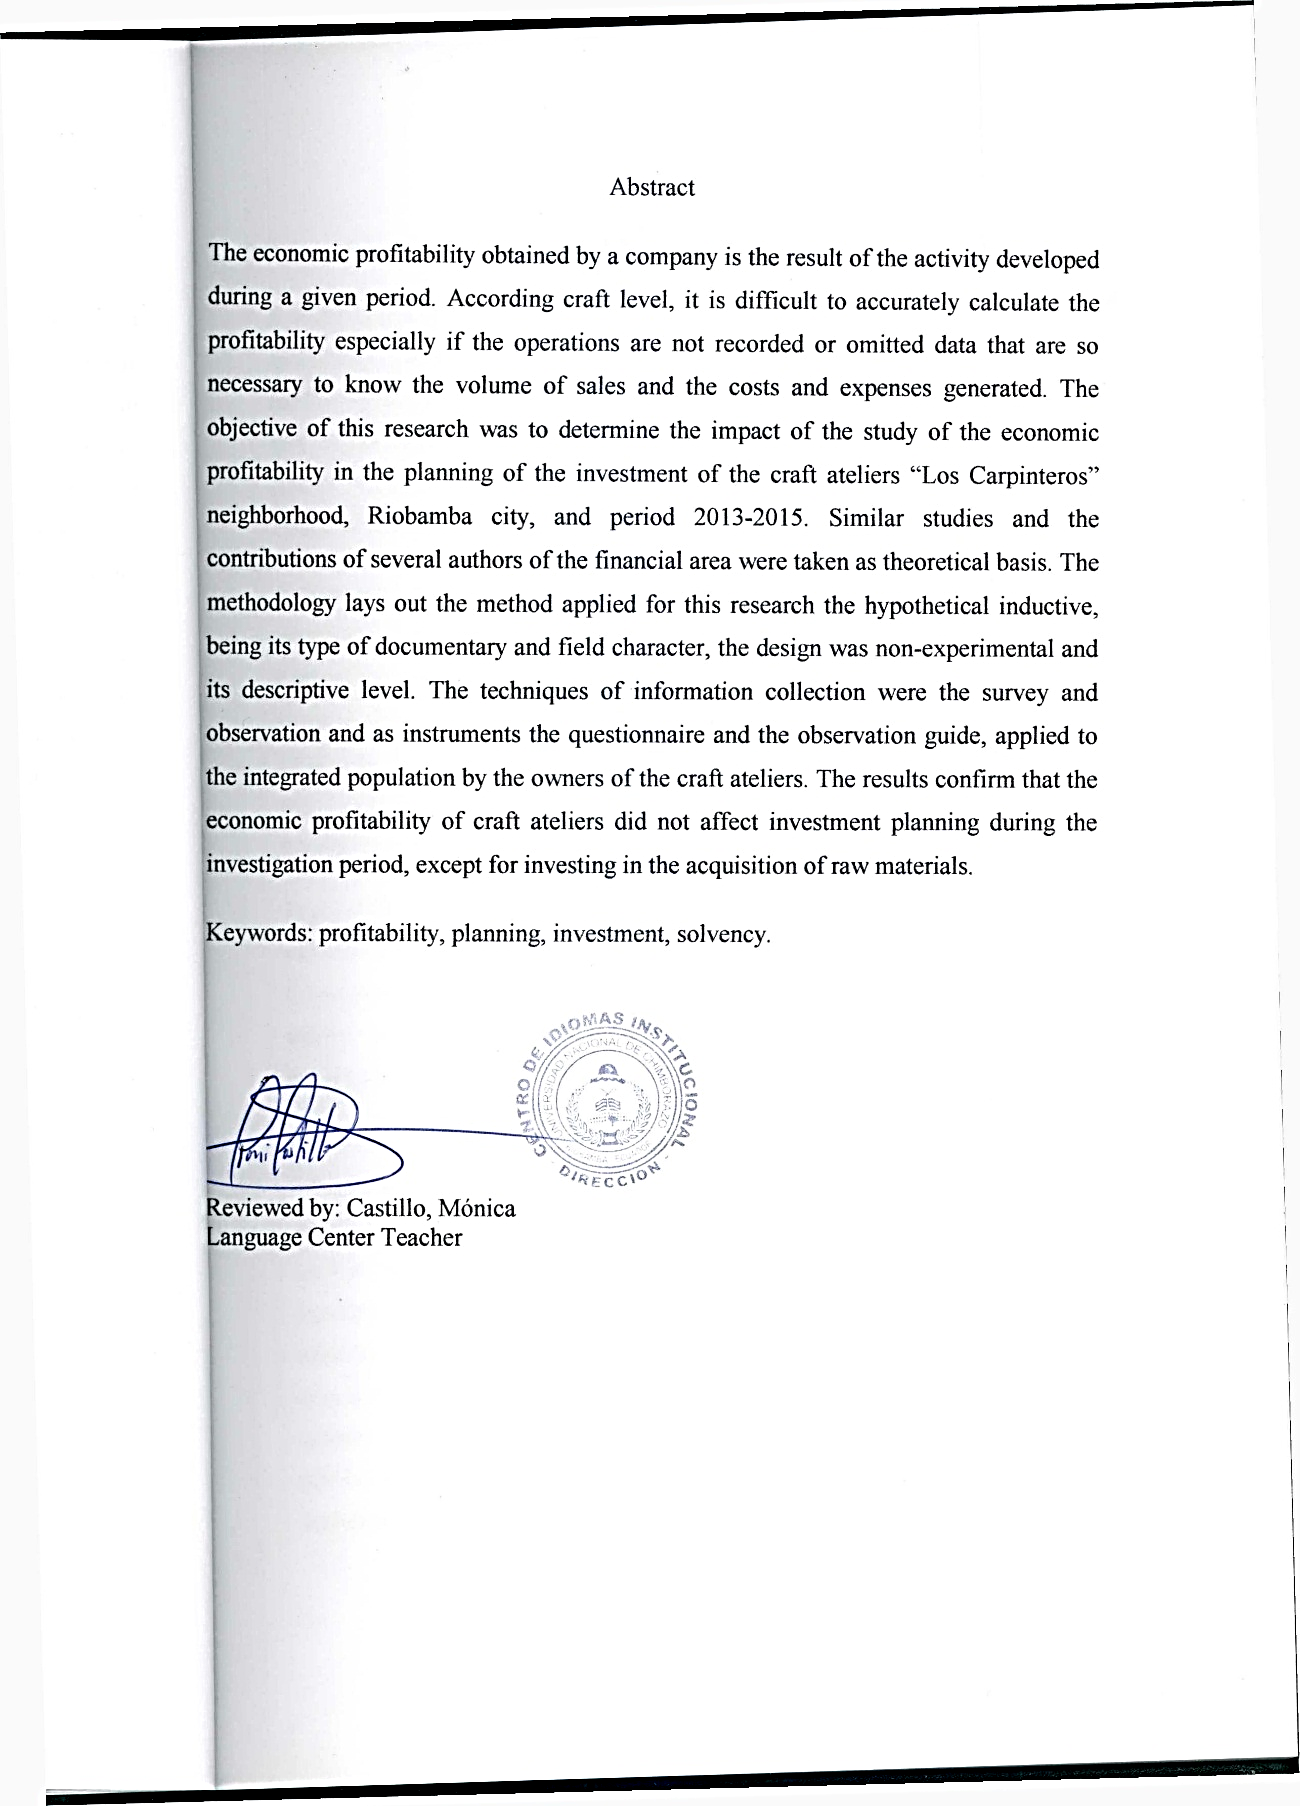 Abstract
The economic profitability obtained by a company is the result of the activity developed
during a given period. According craft level, it is difficult to accurately calculate the
profitability especially if the operations are not recorded or omitted data that are so
necessary to know the volume of sales and the costs and expenses generated. The
objective of this research was to determine the impact of the study of the economic
profitability in the planning of the investment of the craft ateliers “Los Carpinteros”
neighborhood, Riobamba city, and period 2013-2015. Similar studies and the
contributions of several authors of the financial area were taken as theoretical basis. The
methodology lays out the method applied for this research the hypothetical inductive,
being its type of documentary and field character, the design was non-experimental and
its descriptive level. The techniques of information collection were the survey and
observation and as instruments the questionnaire and the observation guide, applied to
the integrated population by the owners of the craft ateliers. The results confirm that the
economic profitability of craft ateliers did not affect investment planning during the
investigation period, except for investing in the acquisition of raw materials.
Keywords: profitability, planning, investment, solvency.
CENTRO DE IDIOMAS INSTITUCIONAL
UNIVERSIDAD NACIONAL DE CHIMBORAZO
- DIRECCION -
Reviewed by: Castillo, Mónica
Language Center Teacher